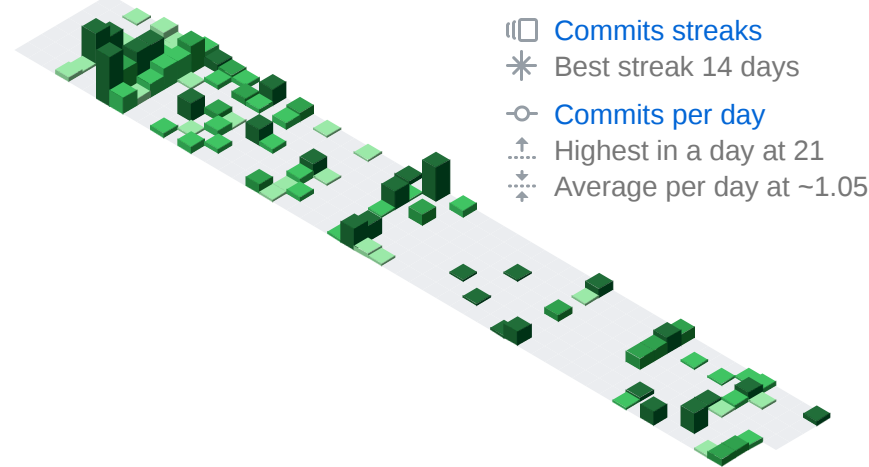 Commits streaks
Best streak 14 days
Commits per day
Highest in a day at 21
Average per day at ~1.05